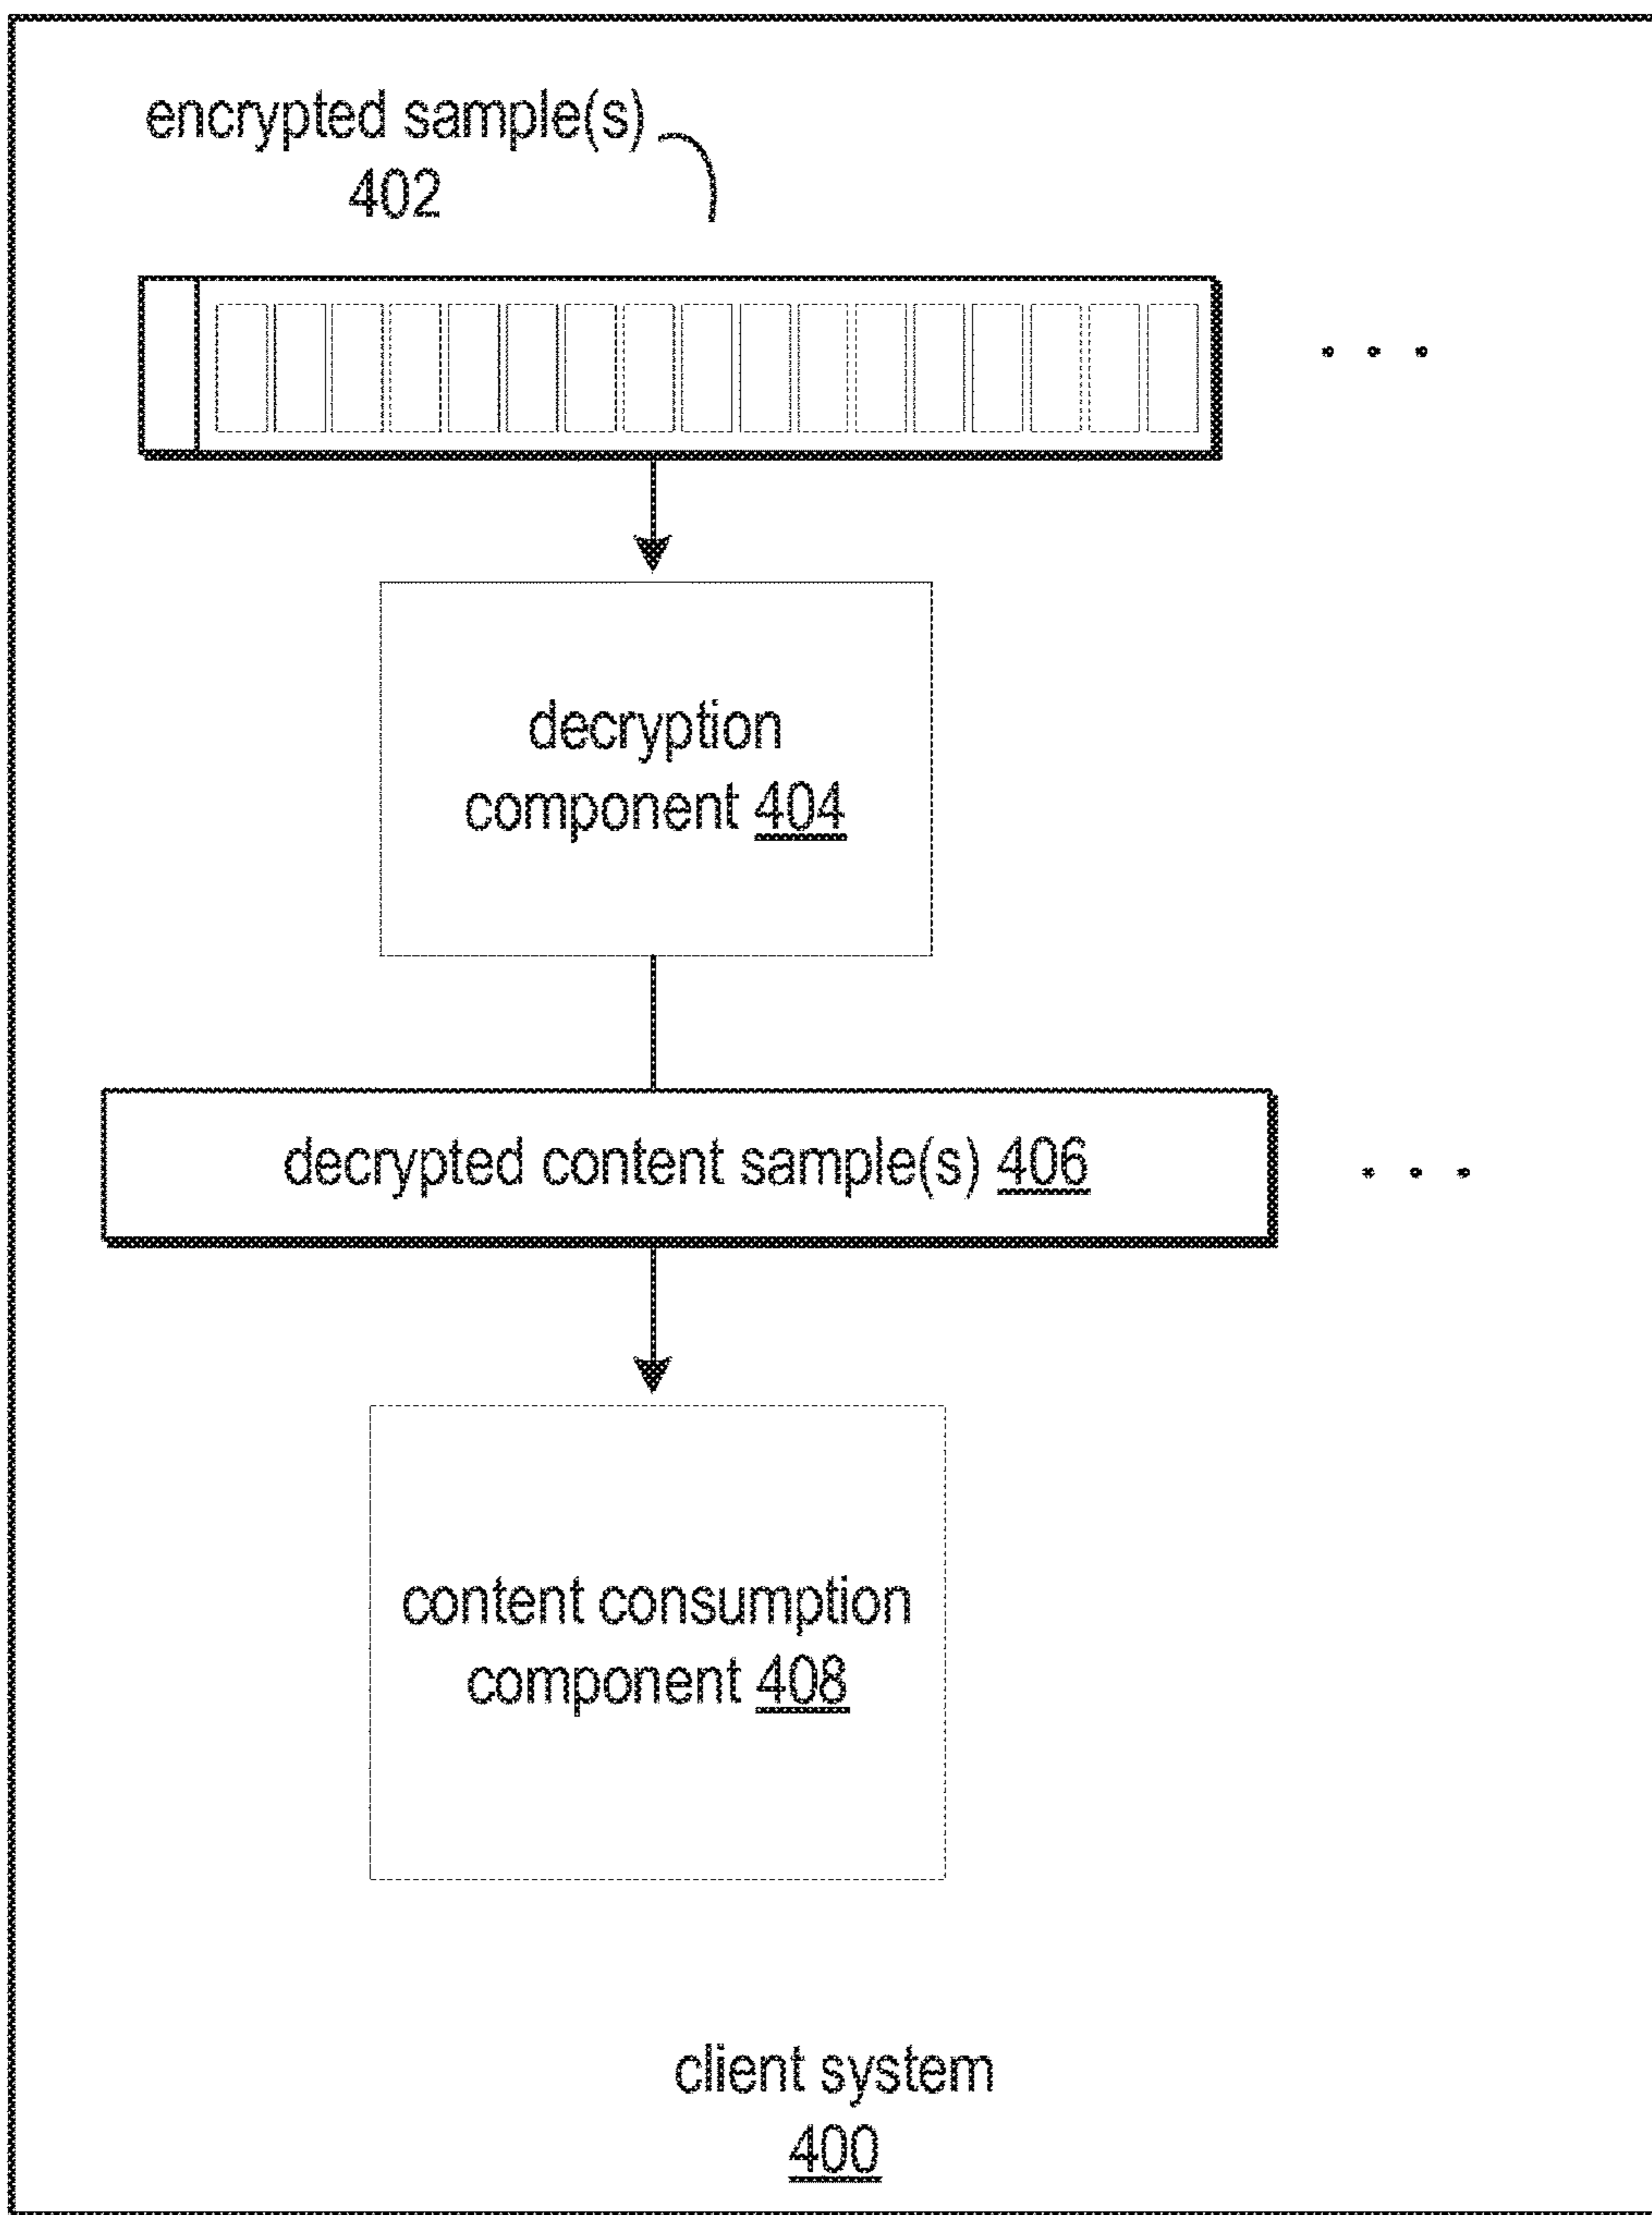 encrypted sample(s)
402
. . .
decryption
component 404
decrypted content sample(s) 406
. . .
content consumption
component 408
client system
400